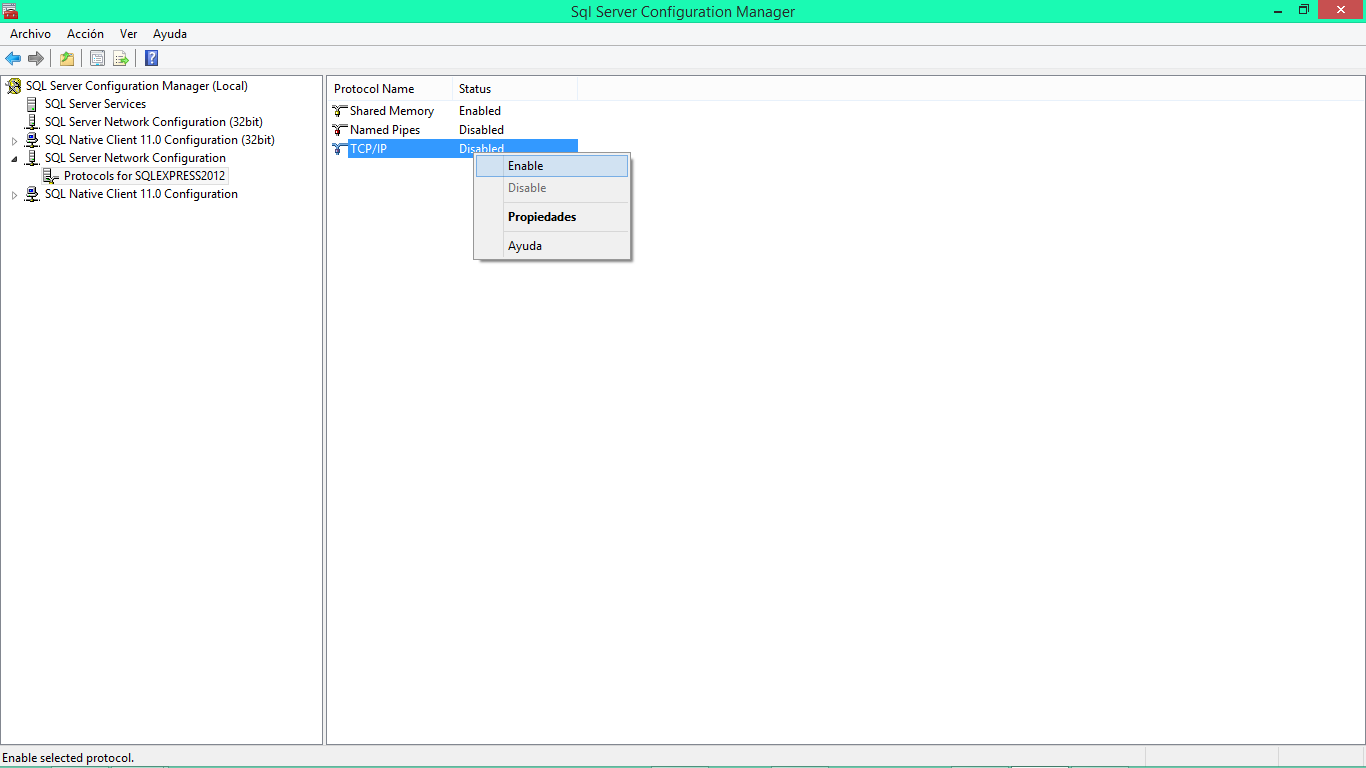 Sql Server Configuration Manager
Archivo Acción Ver Ayuda
SQL Server Configuration Manager (Local)
SQL Server Services
SQL Server Network Configuration (32bit)
SQL Native Client 11.0 Configuration (32bit)
SQL Server Network Configuration
Protocols for SQLEXPRESS2012
SQL Native Client 11.0 Configuration
Protocol Name Status
Shared Memory Enabled
Named Pipes Disabled
TCP/IP Disabled
Enable
Disable
Propiedades
Ayuda
Enable selected protocol.